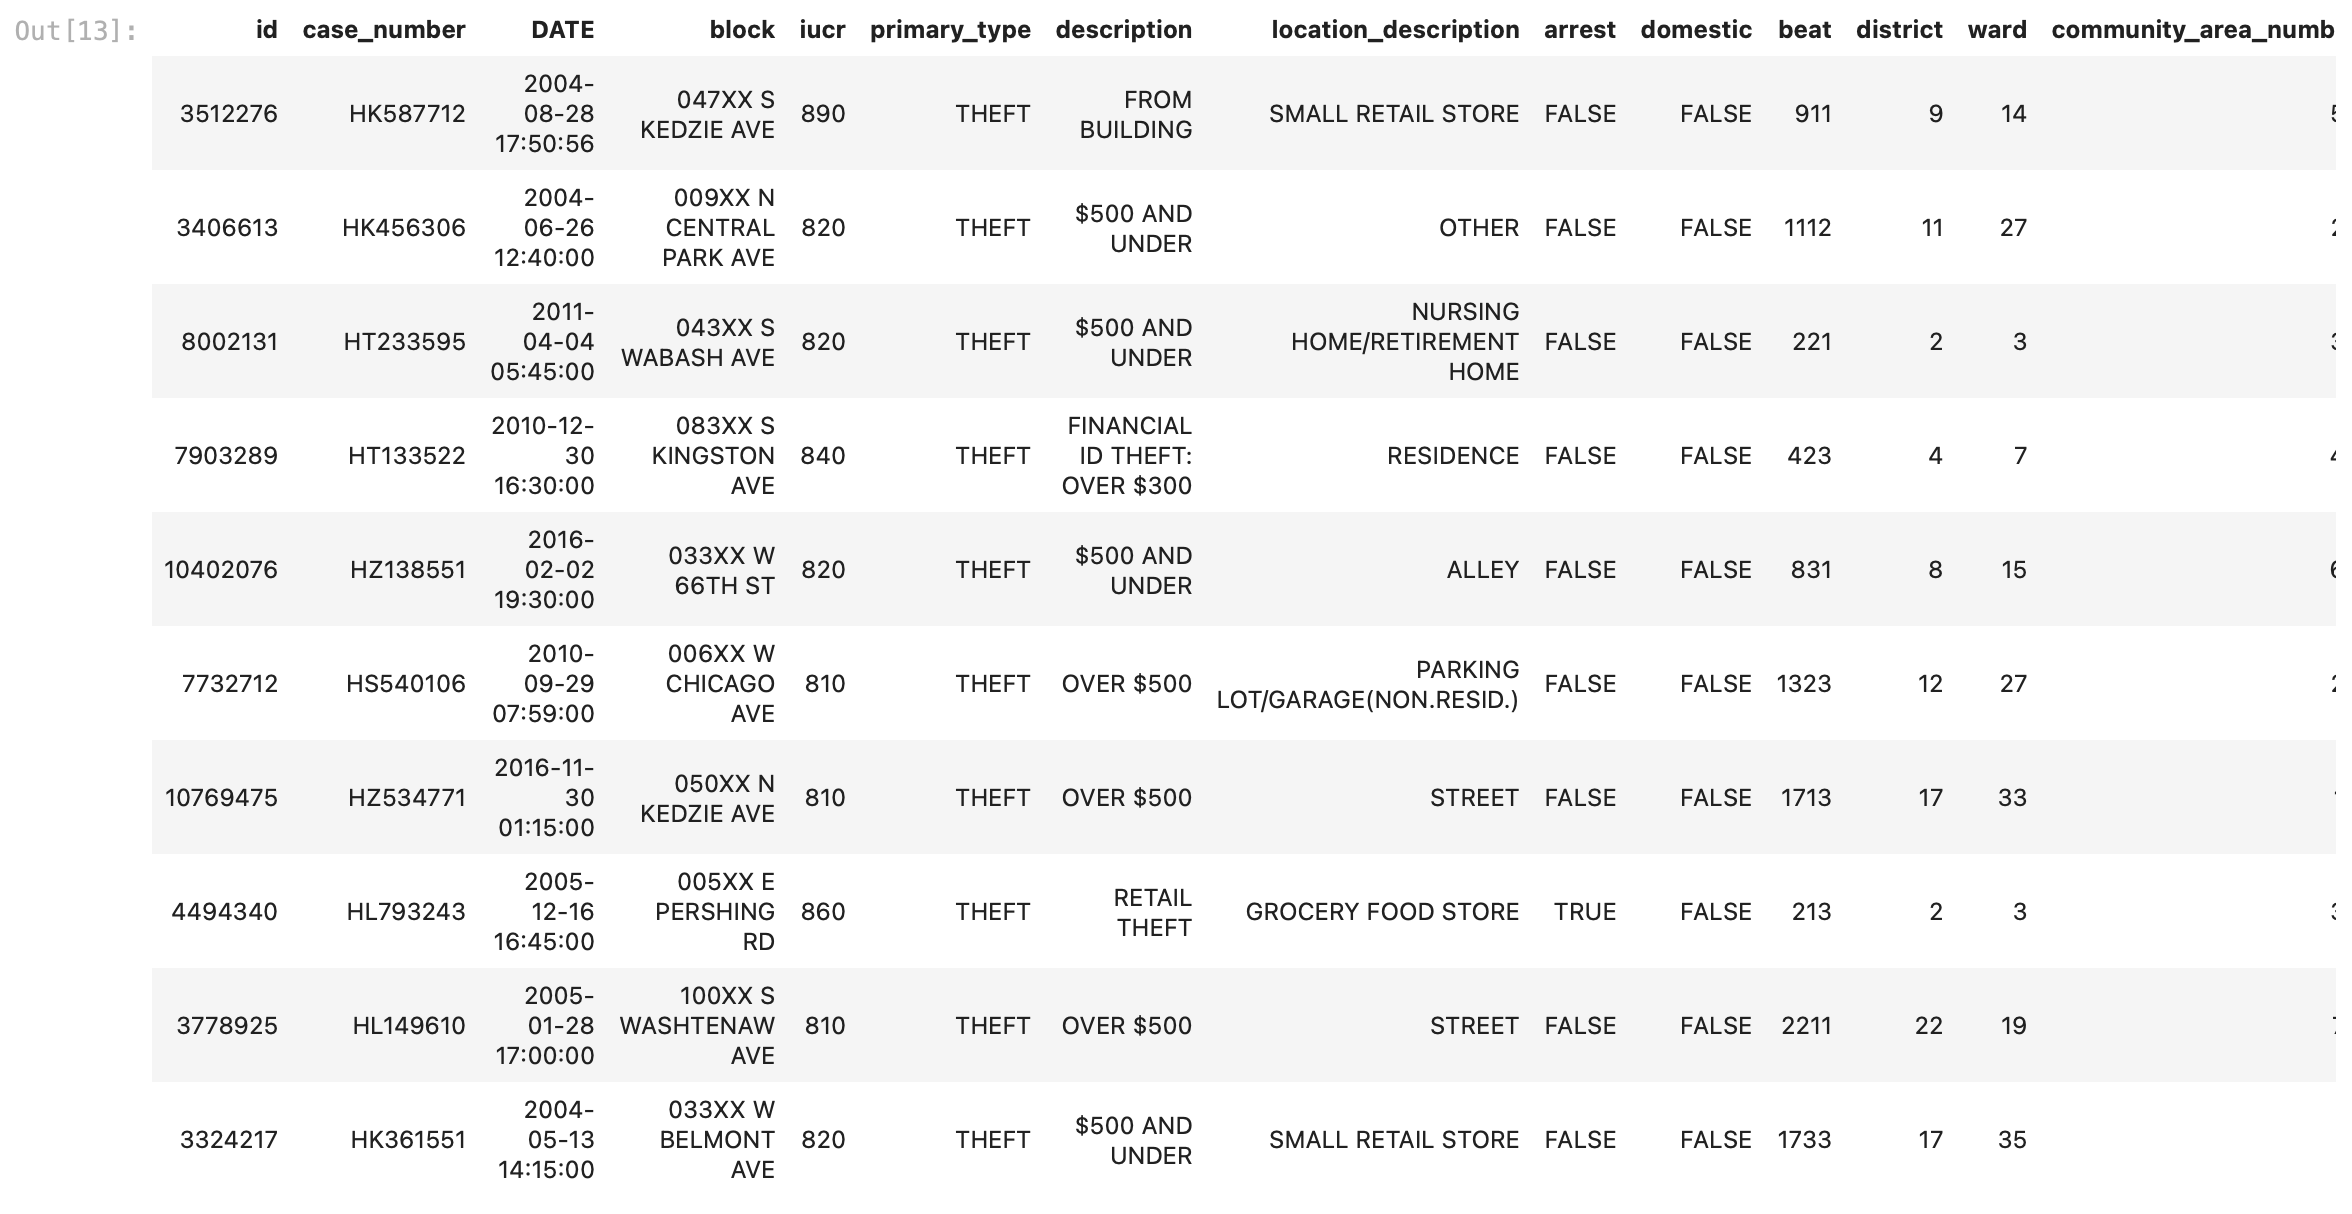 Out[13]: id case_number DATE block iucr primary_type description location_description arrest domestic beat district ward community_area_numb
3512276 HK587712 2004-08-28 17:50:56 047XX S KEDZIE AVE 890 THEFT FROM BUILDING SMALL RETAIL STORE FALSE FALSE 911 9 14
3406613 HK456306 2004-06-26 12:40:00 009XX N CENTRAL PARK AVE 820 THEFT $500 AND UNDER OTHER FALSE FALSE 1112 11 27
8002131 HT233595 2011-04-04 05:45:00 043XX S WABASH AVE 820 THEFT $500 AND UNDER NURSING HOME/RETIREMENT HOME FALSE FALSE 221 2 3
7903289 HT133522 2010-12-30 16:30:00 083XX S KINGSTON AVE 840 THEFT FINANCIAL ID THEFT: OVER $300 RESIDENCE FALSE FALSE 423 4 7
10402076 HZ138551 2016-02-02 19:30:00 033XX W 66TH ST 820 THEFT $500 AND UNDER ALLEY FALSE FALSE 831 8 15
7732712 HS540106 2010-09-29 07:59:00 006XX W CHICAGO AVE 810 THEFT OVER $500 PARKING LOT/GARAGE(NON.RESID.) FALSE FALSE 1323 12 27
10769475 HZ534771 2016-11-30 01:15:00 050XX N KEDZIE AVE 810 THEFT OVER $500 STREET FALSE FALSE 1713 17 33
4494340 HL793243 2005-12-16 16:45:00 005XX E PERSHING RD 860 THEFT RETAIL THEFT GROCERY FOOD STORE TRUE FALSE 213 2 3
3778925 HL149610 2005-01-28 17:00:00 100XX S WASHTENAW AVE 810 THEFT OVER $500 STREET FALSE FALSE 2211 22 19
3324217 HK361551 2004-05-13 14:15:00 033XX W BELMONT AVE 820 THEFT $500 AND UNDER SMALL RETAIL STORE FALSE FALSE 1733 17 35